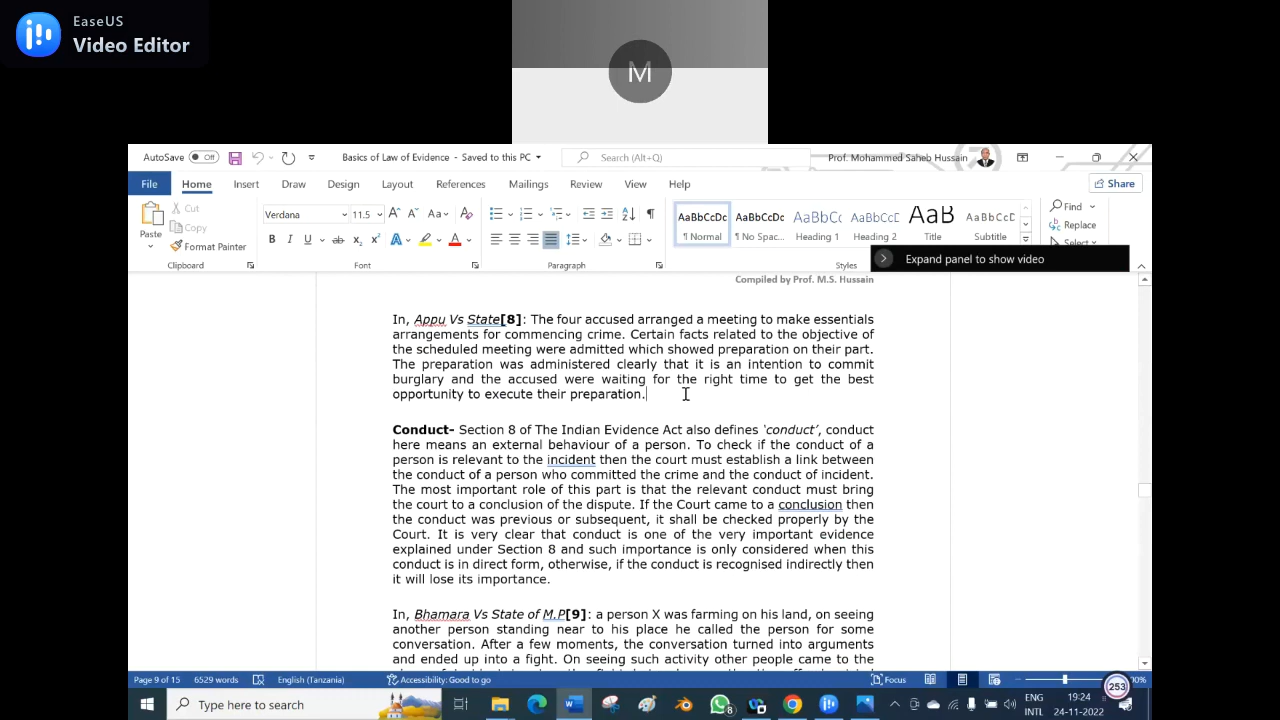 EaseUS
Video Editor
M
AutoSave Off
Basics of Law of Evidence - Saved to this PC
Search (Alt+Q)
Prof. Mohammed Saheb Hussain
File Home Insert Draw Design Layout References Mailings Review View Help
Share
Paste
Cut
Copy
Format Painter
Clipboard
Verdana 11.5
Font
Paragraph
AaBbCcDc AaBbCcDc AaBbC AaBbCcD AaB AaBbCcD
¶ Normal ¶ No Spac... Heading 1 Heading 2 Title Subtitle
Styles
Find
Replace
Select
Expand panel to show video
Compiled by Prof. M.S. Hussain
In, Appu Vs State[8]: The four accused arranged a meeting to make essentials
arrangements for commencing crime. Certain facts related to the objective of
the scheduled meeting were admitted which showed preparation on their part.
The preparation was administered clearly that it is an intention to commit
burglary and the accused were waiting for the right time to get the best
opportunity to execute their preparation.
Conduct- Section 8 of The Indian Evidence Act also defines ‘conduct’, conduct
here means an external behaviour of a person. To check if the conduct of a
person is relevant to the incident then the court must establish a link between
the conduct of a person who committed the crime and the conduct of incident.
The most important role of this part is that the relevant conduct must bring
the court to a conclusion of the dispute. If the Court came to a conclusion then
the conduct was previous or subsequent, it shall be checked properly by the
Court. It is very clear that conduct is one of the very important evidence
explained under Section 8 and such importance is only considered when this
conduct is in direct form, otherwise, if the conduct is recognised indirectly then
it will lose its importance.
In, Bhamara Vs State of M.P[9]: a person X was farming on his land, on seeing
another person standing near to his place he called the person for some
conversation. After a few moments, the conversation turned into arguments
and ended up into a fight. On seeing such activity other people came to the
Page 9 of 15 6529 words English (Tanzania) Accessibility: Good to go Focus
253
Type here to search
8
ENG
INTL
19:24
24-11-2022